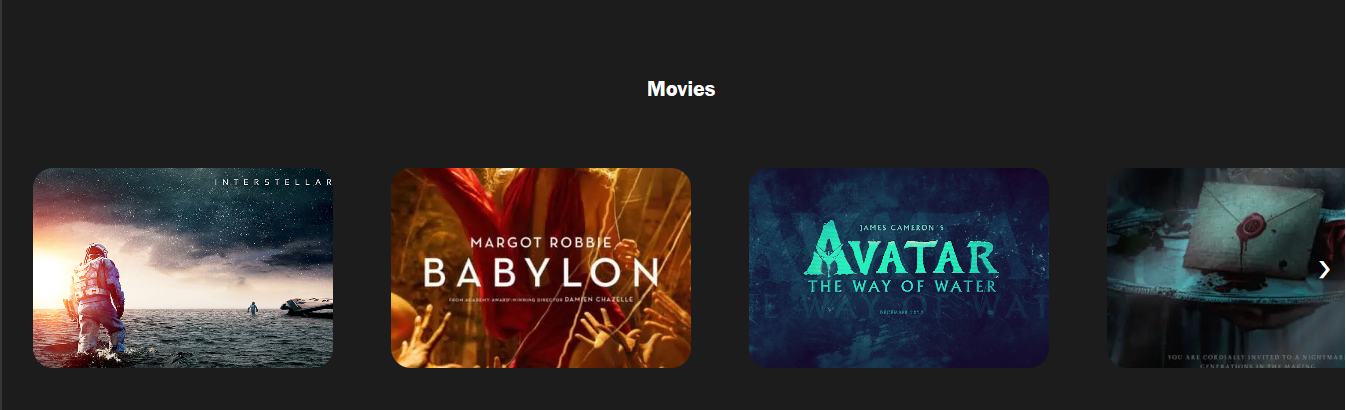 Movies
INTERSTELLAR
MARGOT ROBBIE
BABYLON
FROM ACADEMY AWARD®-WINNING DIRECTOR DAMIEN CHAZELLE
JAMES CAMERON'S
AVATAR
THE WAY OF WATER
YOU ARE CORDIALLY INVITED TO A NIGHTMAR
GENERATIONS IN THE MAKING